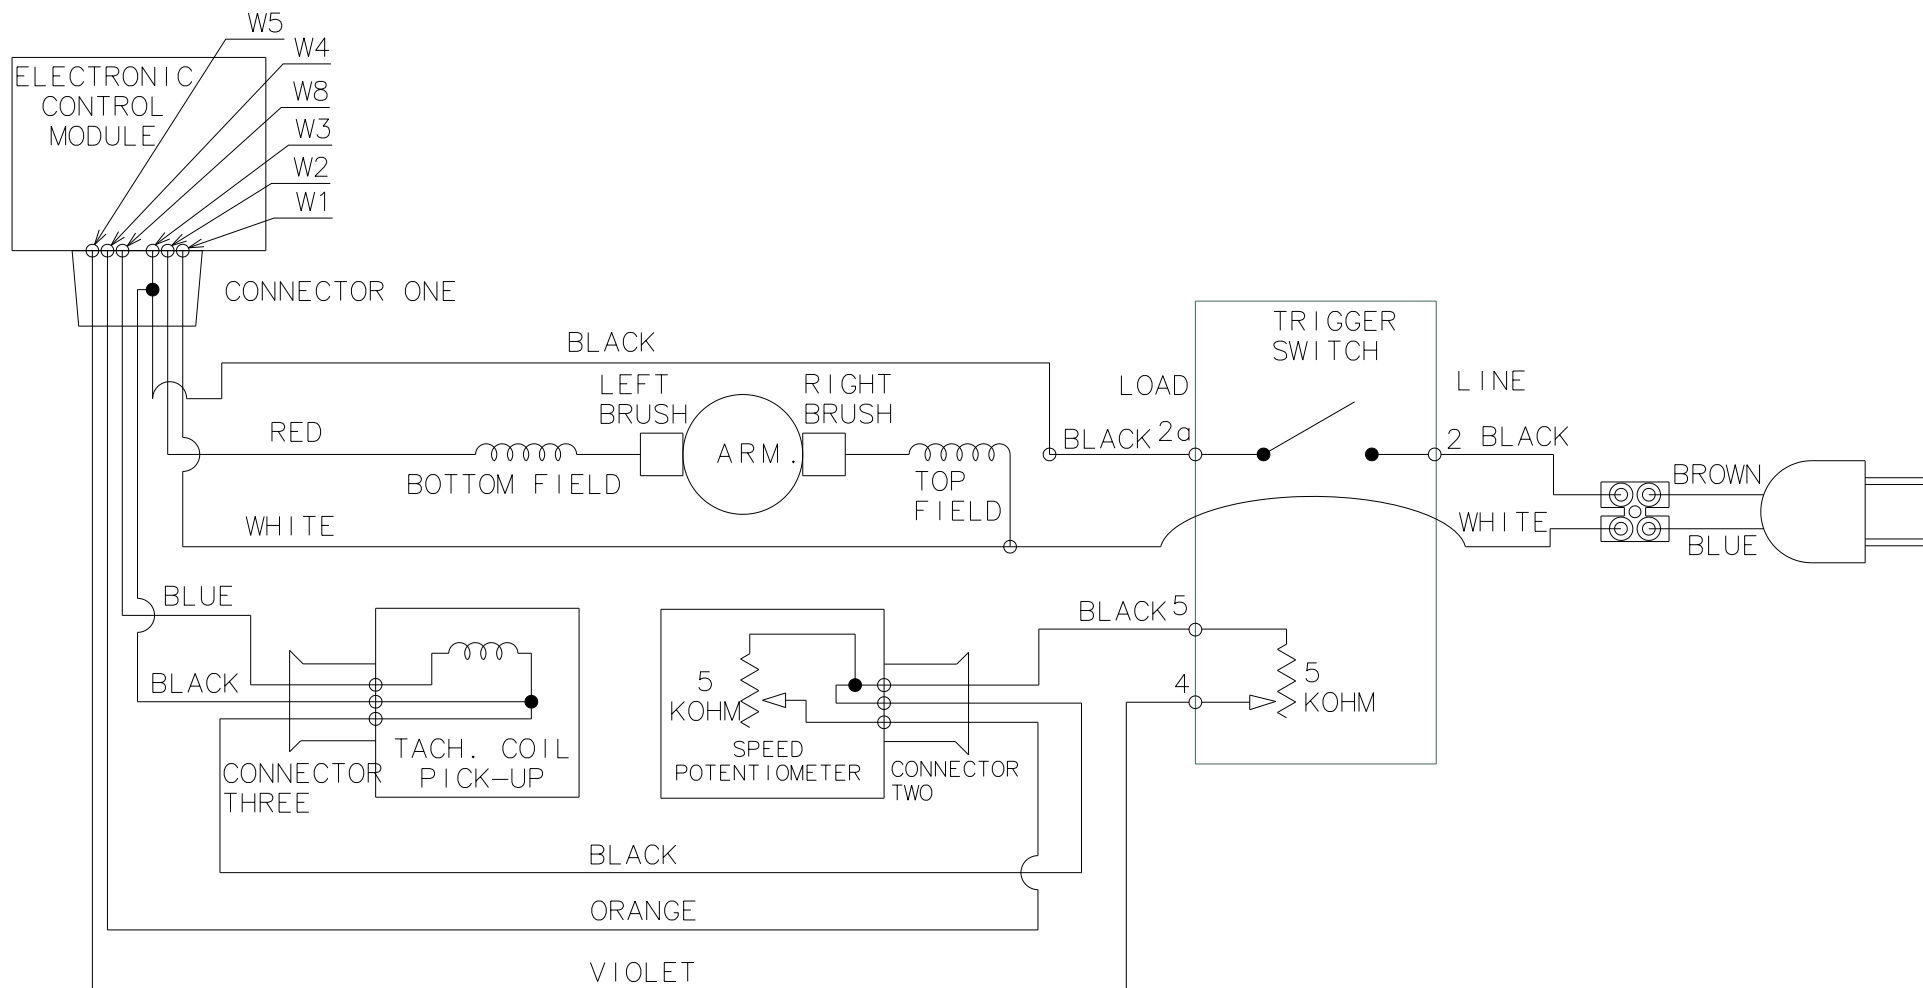 W5
W4
W8
W3
W2
W1
ELECTRONIC
CONTROL
MODULE
CONNECTOR ONE
BLACK
TRIGGER
SWITCH
LEFT
BRUSH
RIGHT
BRUSH
LOAD
LINE
RED
ARM.
BLACK
2a
2
BLACK
BOTTOM FIELD
TOP
FIELD
BROWN
WHITE
WHITE
BLUE
BLUE
BLACK
5
BLACK
5
KOHM
4
5
KOHM
TACH. COIL
PICK-UP
SPEED
POTENTIOMETER
CONNECTOR
THREE
CONNECTOR
TWO
BLACK
ORANGE
VIOLET